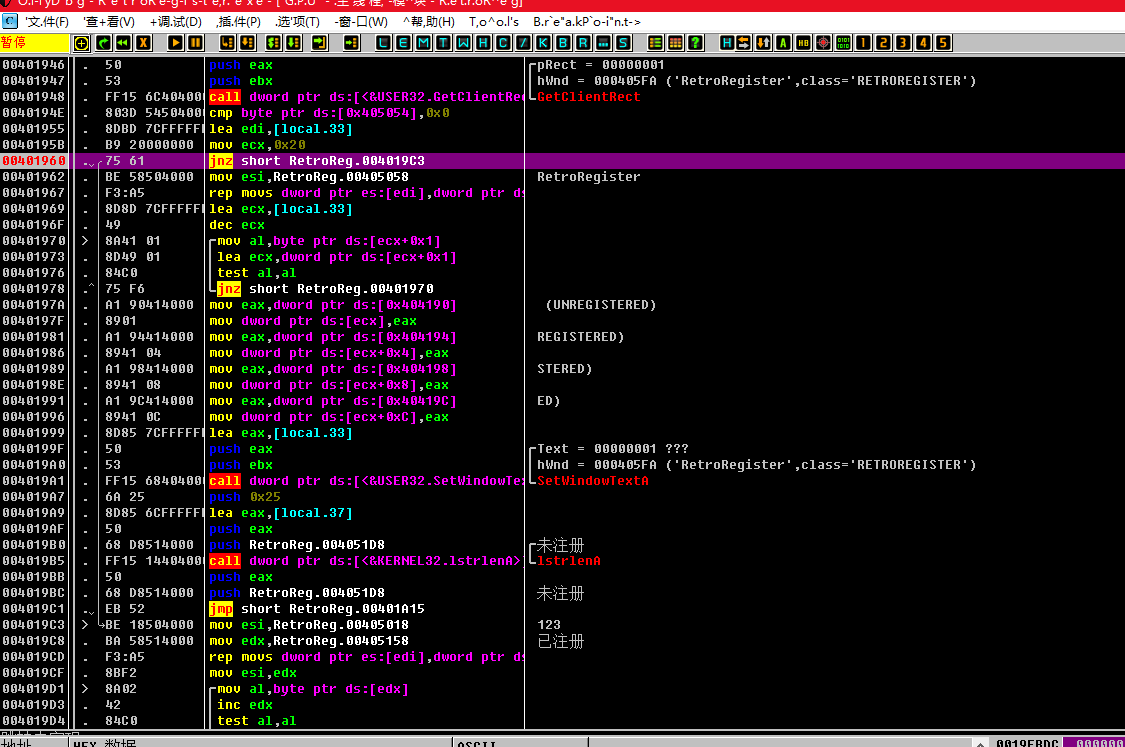 '文.件(F) '查+看(V) +调.试(D) .,插.件(P) .选.'项(T) -窗-.口(W) ^帮,.助(H) T,o^o.l's B.r`e"a.kP`o-i"n.t->
暂停 L E M T W H C / K B R ... S H A HB 1 2 3 4 5
00401946 . 50 push eax ┌pRect = 00000001
00401947 . 53 push ebx │hWnd = 000405FA ('RetroRegister',class='RETROREGISTER')
00401948 . FF15 6C404000 call dword ptr ds:[<&USER32.GetClientRec └GetClientRect
0040194E . 803D 54504000 cmp byte ptr ds:[0x405054],0x0
00401955 . 8DBD 7CFFFFFF lea edi,[local.33]
0040195B . B9 20000000 mov ecx,0x20
00401960 . 75 61 jnz short RetroReg.004019C3
00401962 . BE 58504000 mov esi,RetroReg.00405058 RetroRegister
00401967 . F3:A5 rep movs dword ptr es:[edi],dword ptr ds
00401969 . 8D8D 7CFFFFFF lea ecx,[local.33]
0040196F . 49 dec ecx
00401970 > 8A41 01 mov al,byte ptr ds:[ecx+0x1]
00401973 . 8D49 01 lea ecx,dword ptr ds:[ecx+0x1]
00401976 . 84C0 test al,al
00401978 .^ 75 F6 jnz short RetroReg.00401970
0040197A . A1 90414000 mov eax,dword ptr ds:[0x404190] (UNREGISTERED)
0040197F . 8901 mov dword ptr ds:[ecx],eax
00401981 . A1 94414000 mov eax,dword ptr ds:[0x404194] REGISTERED)
00401986 . 8941 04 mov dword ptr ds:[ecx+0x4],eax
00401989 . A1 98414000 mov eax,dword ptr ds:[0x404198] STERED)
0040198E . 8941 08 mov dword ptr ds:[ecx+0x8],eax
00401991 . A1 9C414000 mov eax,dword ptr ds:[0x40419C] ED)
00401996 . 8941 0C mov dword ptr ds:[ecx+0xC],eax
00401999 . 8D85 7CFFFFFF lea eax,[local.33]
0040199F . 50 push eax ┌Text = 00000001 ???
004019A0 . 53 push ebx │hWnd = 000405FA ('RetroRegister',class='RETROREGISTER')
004019A1 . FF15 68404000 call dword ptr ds:[<&USER32.SetWindowTex └SetWindowTextA
004019A7 . 6A 25 push 0x25
004019A9 . 8D85 6CFFFFFF lea eax,[local.37]
004019AF . 50 push eax
004019B0 . 68 D8514000 push RetroReg.004051D8 ┌未注册
004019B5 . FF15 14404000 call dword ptr ds:[<&KERNEL32.lstrlenA>] └lstrlenA
004019BB . 50 push eax
004019BC . 68 D8514000 push RetroReg.004051D8 未注册
004019C1 . EB 52 jmp short RetroReg.00401A15
004019C3 > BE 18504000 mov esi,RetroReg.00405018 123
004019C8 . BA 58514000 mov edx,RetroReg.00405158 已注册
004019CD . F3:A5 rep movs dword ptr es:[edi],dword ptr ds
004019CF . 8BF2 mov esi,edx
004019D1 > 8A02 mov al,byte ptr ds:[edx]
004019D3 . 42 inc edx
004019D4 . 84C0 test al,al
地址 HEX 数据 ASCII 0019FBDC